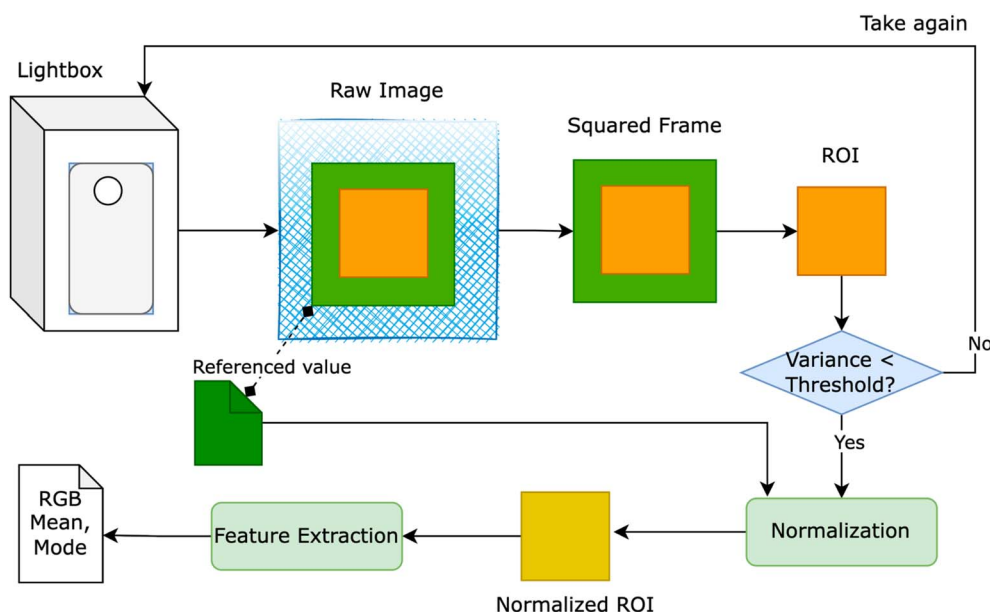 Take again
Lightbox
Raw Image
Squared Frame
ROI
Variance <
Threshold?
No
Referenced value
Yes
RGB
Mean,
Mode
Feature Extraction
Normalization
Normalized ROI